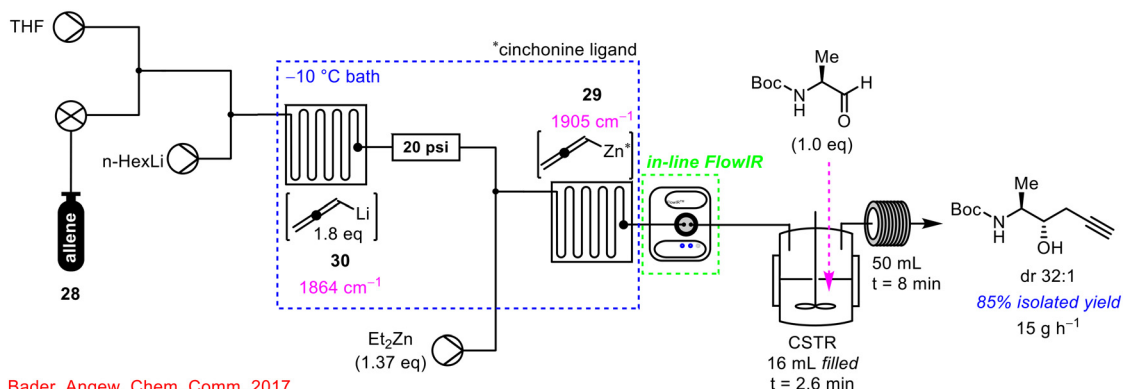 THF
n-HexLi
allene
28
−10 °C bath
*cinchonine ligand
20 psi
Li
1.8 eq
30
1864 cm−1
29
1905 cm−1
Zn*
Et2Zn
(1.37 eq)
in-line FlowIR
Me
Boc
N
H
H
O
(1.0 eq)
CSTR
16 mL filled
t = 2.6 min
50 mL
t = 8 min
Me
Boc
N
H
OH
dr 32:1
85% isolated yield
15 g h−1
Bader, Angew. Chem. Comm. 2017